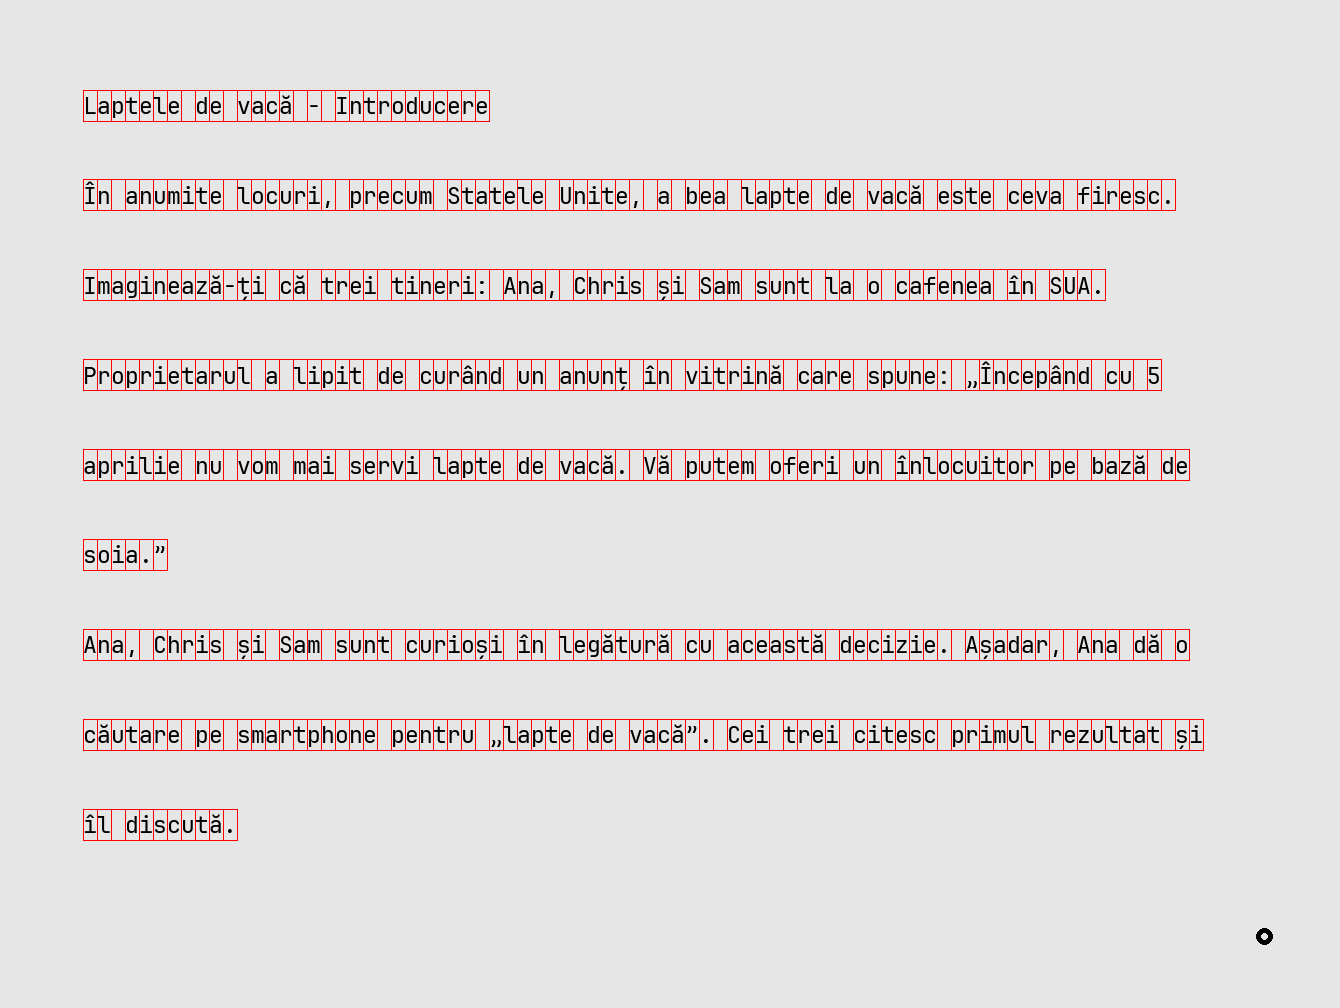 Laptele de vacă - Introducere
În anumite locuri, precum Statele Unite, a bea lapte de vacă este ceva firesc.
Imaginează-ți că trei tineri: Ana, Chris și Sam sunt la o cafenea în SUA.
Proprietarul a lipit de curând un anunț în vitrină care spune: „Începând cu 5
aprilie nu vom mai servi lapte de vacă. Vă putem oferi un înlocuitor pe bază de
soia.”
Ana, Chris și Sam sunt curioși în legătură cu această decizie. Așadar, Ana dă o
căutare pe smartphone pentru „lapte de vacă”. Cei trei citesc primul rezultat și
îl discută.